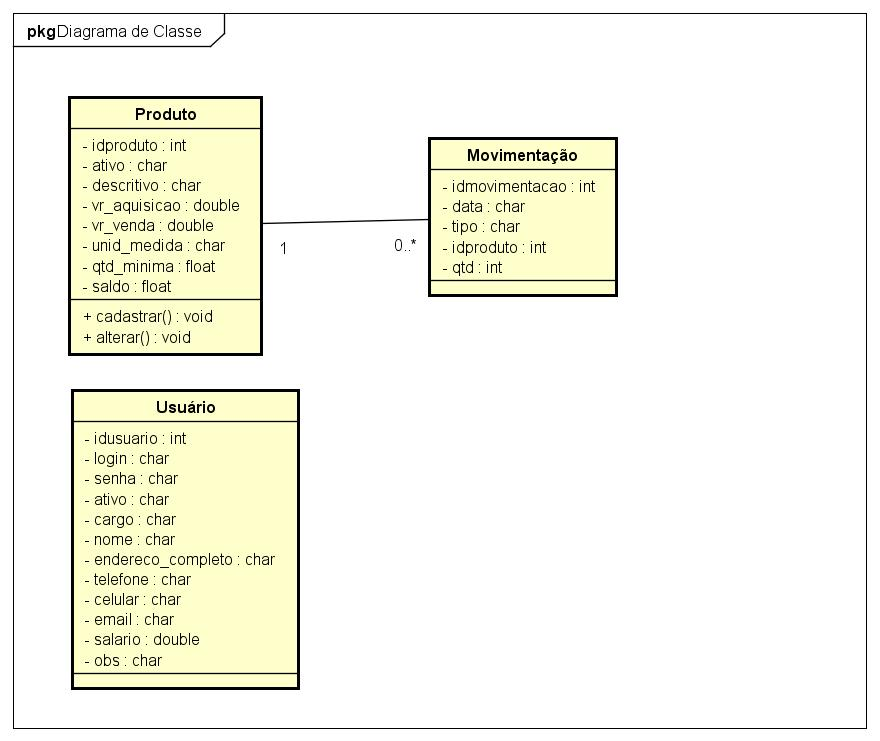 pkg Diagrama de Classe
Produto
- idproduto : int
- ativo : char
- descritivo : char
- vr_aquisicao : double
- vr_venda : double
- unid_medida : char
- qtd_minima : float
- saldo : float
+ cadastrar() : void
+ alterar() : void
1
0..*
Movimentação
- idmovimentacao : int
- data : char
- tipo : char
- idproduto : int
- qtd : int
Usuário
- idusuario : int
- login : char
- senha : char
- ativo : char
- cargo : char
- nome : char
- endereco_completo : char
- telefone : char
- celular : char
- email : char
- salario : double
- obs : char